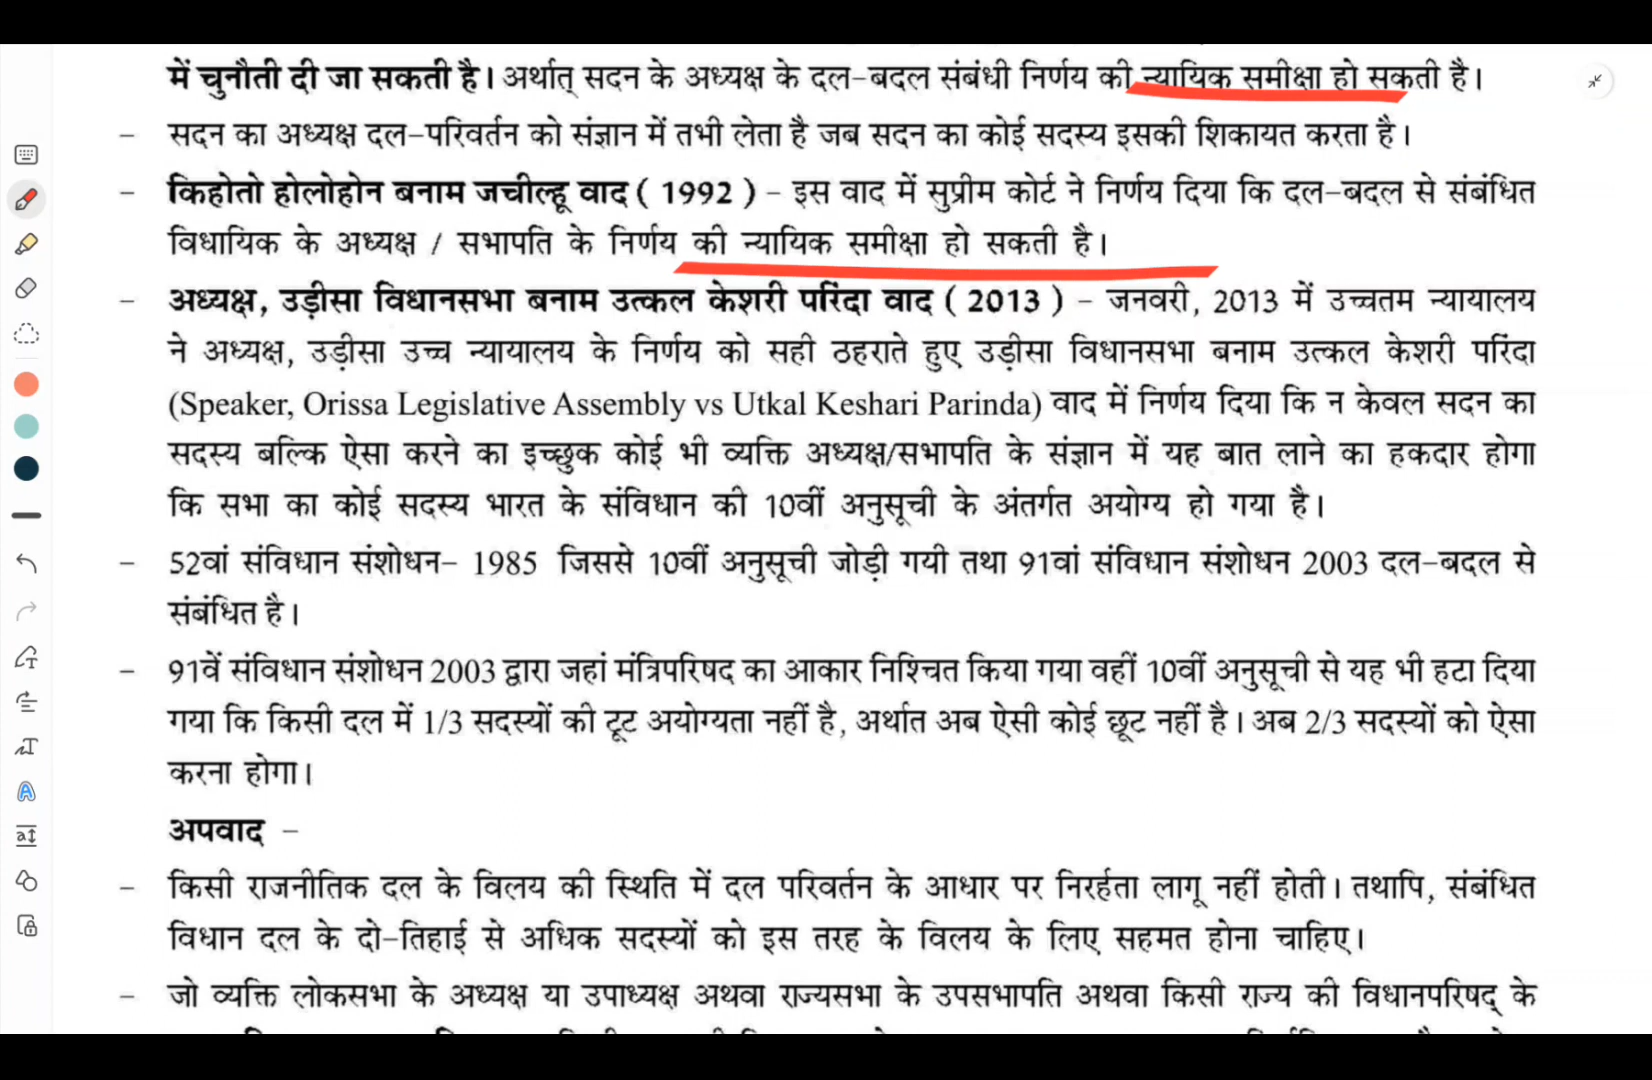 में चुनौती दी जा सकती है। अर्थात् सदन के अध्यक्ष के दल-बदल संबंधी निर्णय की न्यायिक समीक्षा हो सकती है।
- सदन का अध्यक्ष दल-परिवर्तन को संज्ञान में तभी लेता है जब सदन का कोई सदस्य इसकी शिकायत करता है।
- किहोतो होलोहोन बनाम जचील्हू वाद ( 1992 ) - इस वाद में सुप्रीम कोर्ट ने निर्णय दिया कि दल-बदल से संबंधित
विधायिक के अध्यक्ष / सभापति के निर्णय की न्यायिक समीक्षा हो सकती है।
- अध्यक्ष, उड़ीसा विधानसभा बनाम उत्कल केशरी परिंदा वाद ( 2013 ) - जनवरी, 2013 में उच्चतम न्यायालय
ने अध्यक्ष, उड़ीसा उच्च न्यायालय के निर्णय को सही ठहराते हुए उड़ीसा विधानसभा बनाम उत्कल केशरी परिंदा
(Speaker, Orissa Legislative Assembly vs Utkal Keshari Parinda) वाद में निर्णय दिया कि न केवल सदन का
सदस्य बल्कि ऐसा करने का इच्छुक कोई भी व्यक्ति अध्यक्ष/सभापति के संज्ञान में यह बात लाने का हकदार होगा
कि सभा का कोई सदस्य भारत के संविधान की 10वीं अनुसूची के अंतर्गत अयोग्य हो गया है।
- 52वां संविधान संशोधन- 1985 जिससे 10वीं अनुसूची जोड़ी गयी तथा 91वां संविधान संशोधन 2003 दल-बदल से
संबंधित है।
- 91वें संविधान संशोधन 2003 द्वारा जहां मंत्रिपरिषद का आकार निश्चित किया गया वहीं 10वीं अनुसूची से यह भी हटा दिया
गया कि किसी दल में 1/3 सदस्यों की टूट अयोग्यता नहीं है, अर्थात अब ऐसी कोई छूट नहीं है। अब 2/3 सदस्यों को ऐसा
करना होगा।
अपवाद -
- किसी राजनीतिक दल के विलय की स्थिति में दल परिवर्तन के आधार पर निरर्हता लागू नहीं होती। तथापि, संबंधित
विधान दल के दो-तिहाई से अधिक सदस्यों को इस तरह के विलय के लिए सहमत होना चाहिए।
- जो व्यक्ति लोकसभा के अध्यक्ष या उपाध्यक्ष अथवा राज्यसभा के उपसभापति अथवा किसी राज्य की विधानपरिषद् के